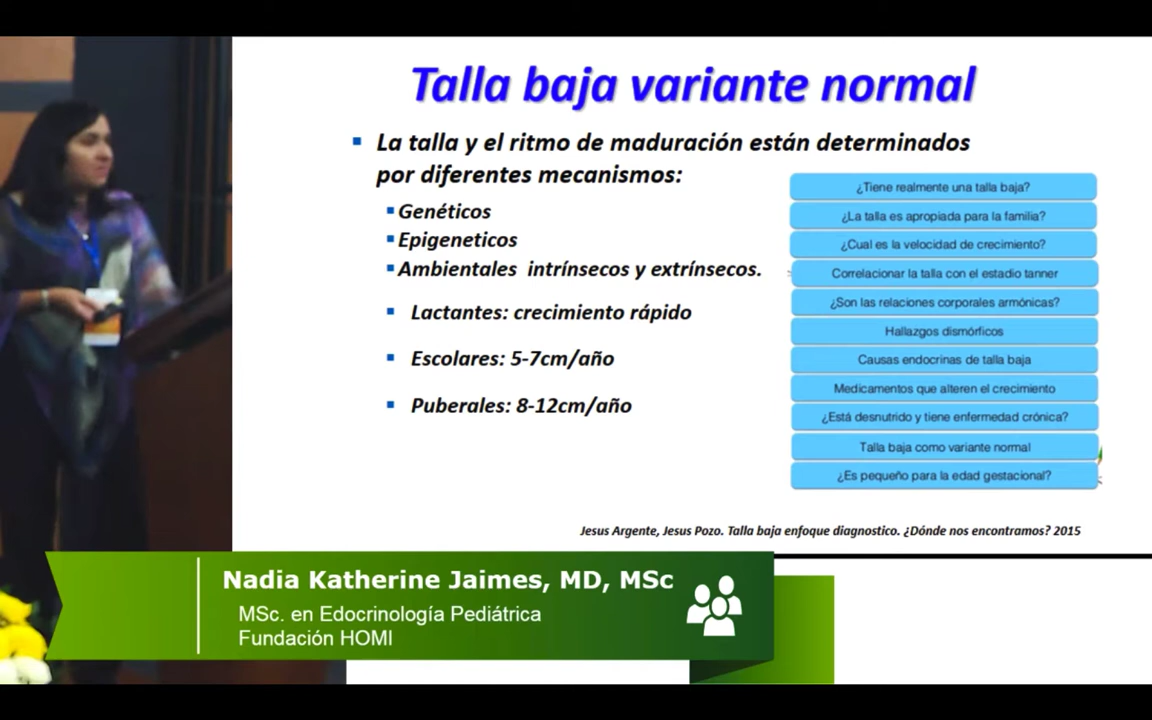 Talla baja variante normal
La talla y el ritmo de maduración están determinados
por diferentes mecanismos:
Genéticos
Epigeneticos
Ambientales intrínsecos y extrínsecos.
Lactantes: crecimiento rápido
Escolares: 5-7cm/año
Puberales: 8-12cm/año
¿Tiene realmente una talla baja?
¿La talla es apropiada para la familia?
¿Cual es la velocidad de crecimiento?
Correlacionar la talla con el estadio tanner
¿Son las relaciones corporales armónicas?
Hallazgos dismórficos
Causas endocrinas de talla baja
Medicamentos que alteren el crecimiento
¿Está desnutrido y tiene enfermedad crónica?
Talla baja como variante normal
¿Es pequeño para la edad gestacional?
Jesus Argente, Jesus Pozo. Talla baja enfoque diagnostico. ¿Dónde nos encontramos? 2015
Nadia Katherine Jaimes, MD, MSc
MSc. en Edocrinología Pediátrica
Fundación HOMI